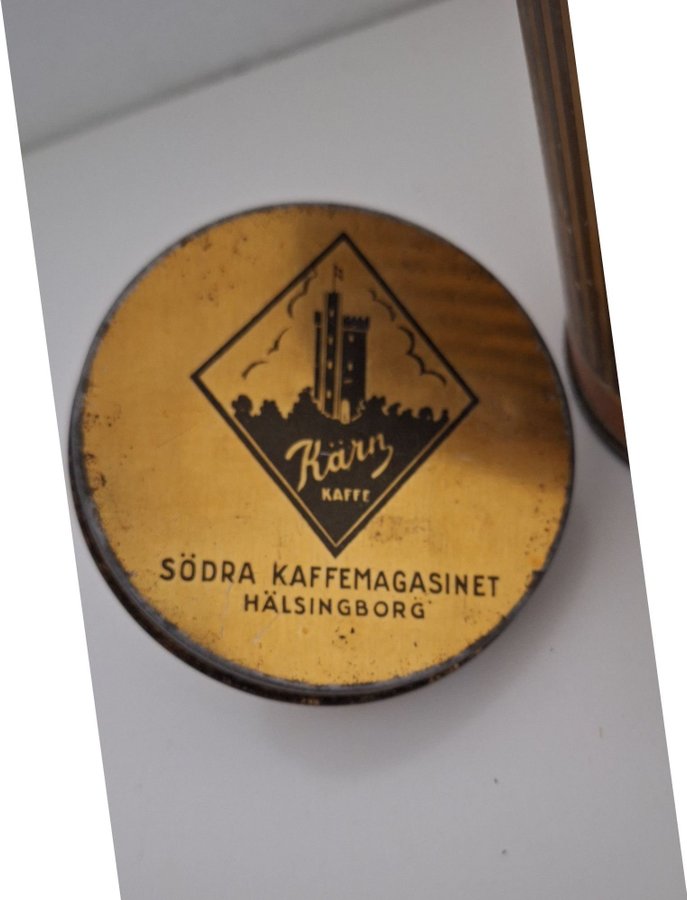 Kärn
KAFFE
SÖDRA KAFFEMAGASINET
HÄLSINGBORG